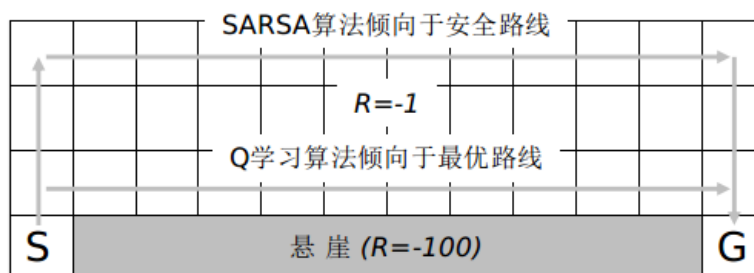 SARSA算法倾向于安全路线
R=-1
Q学习算法倾向于最优路线
S
悬 崖 (R=-100)
G